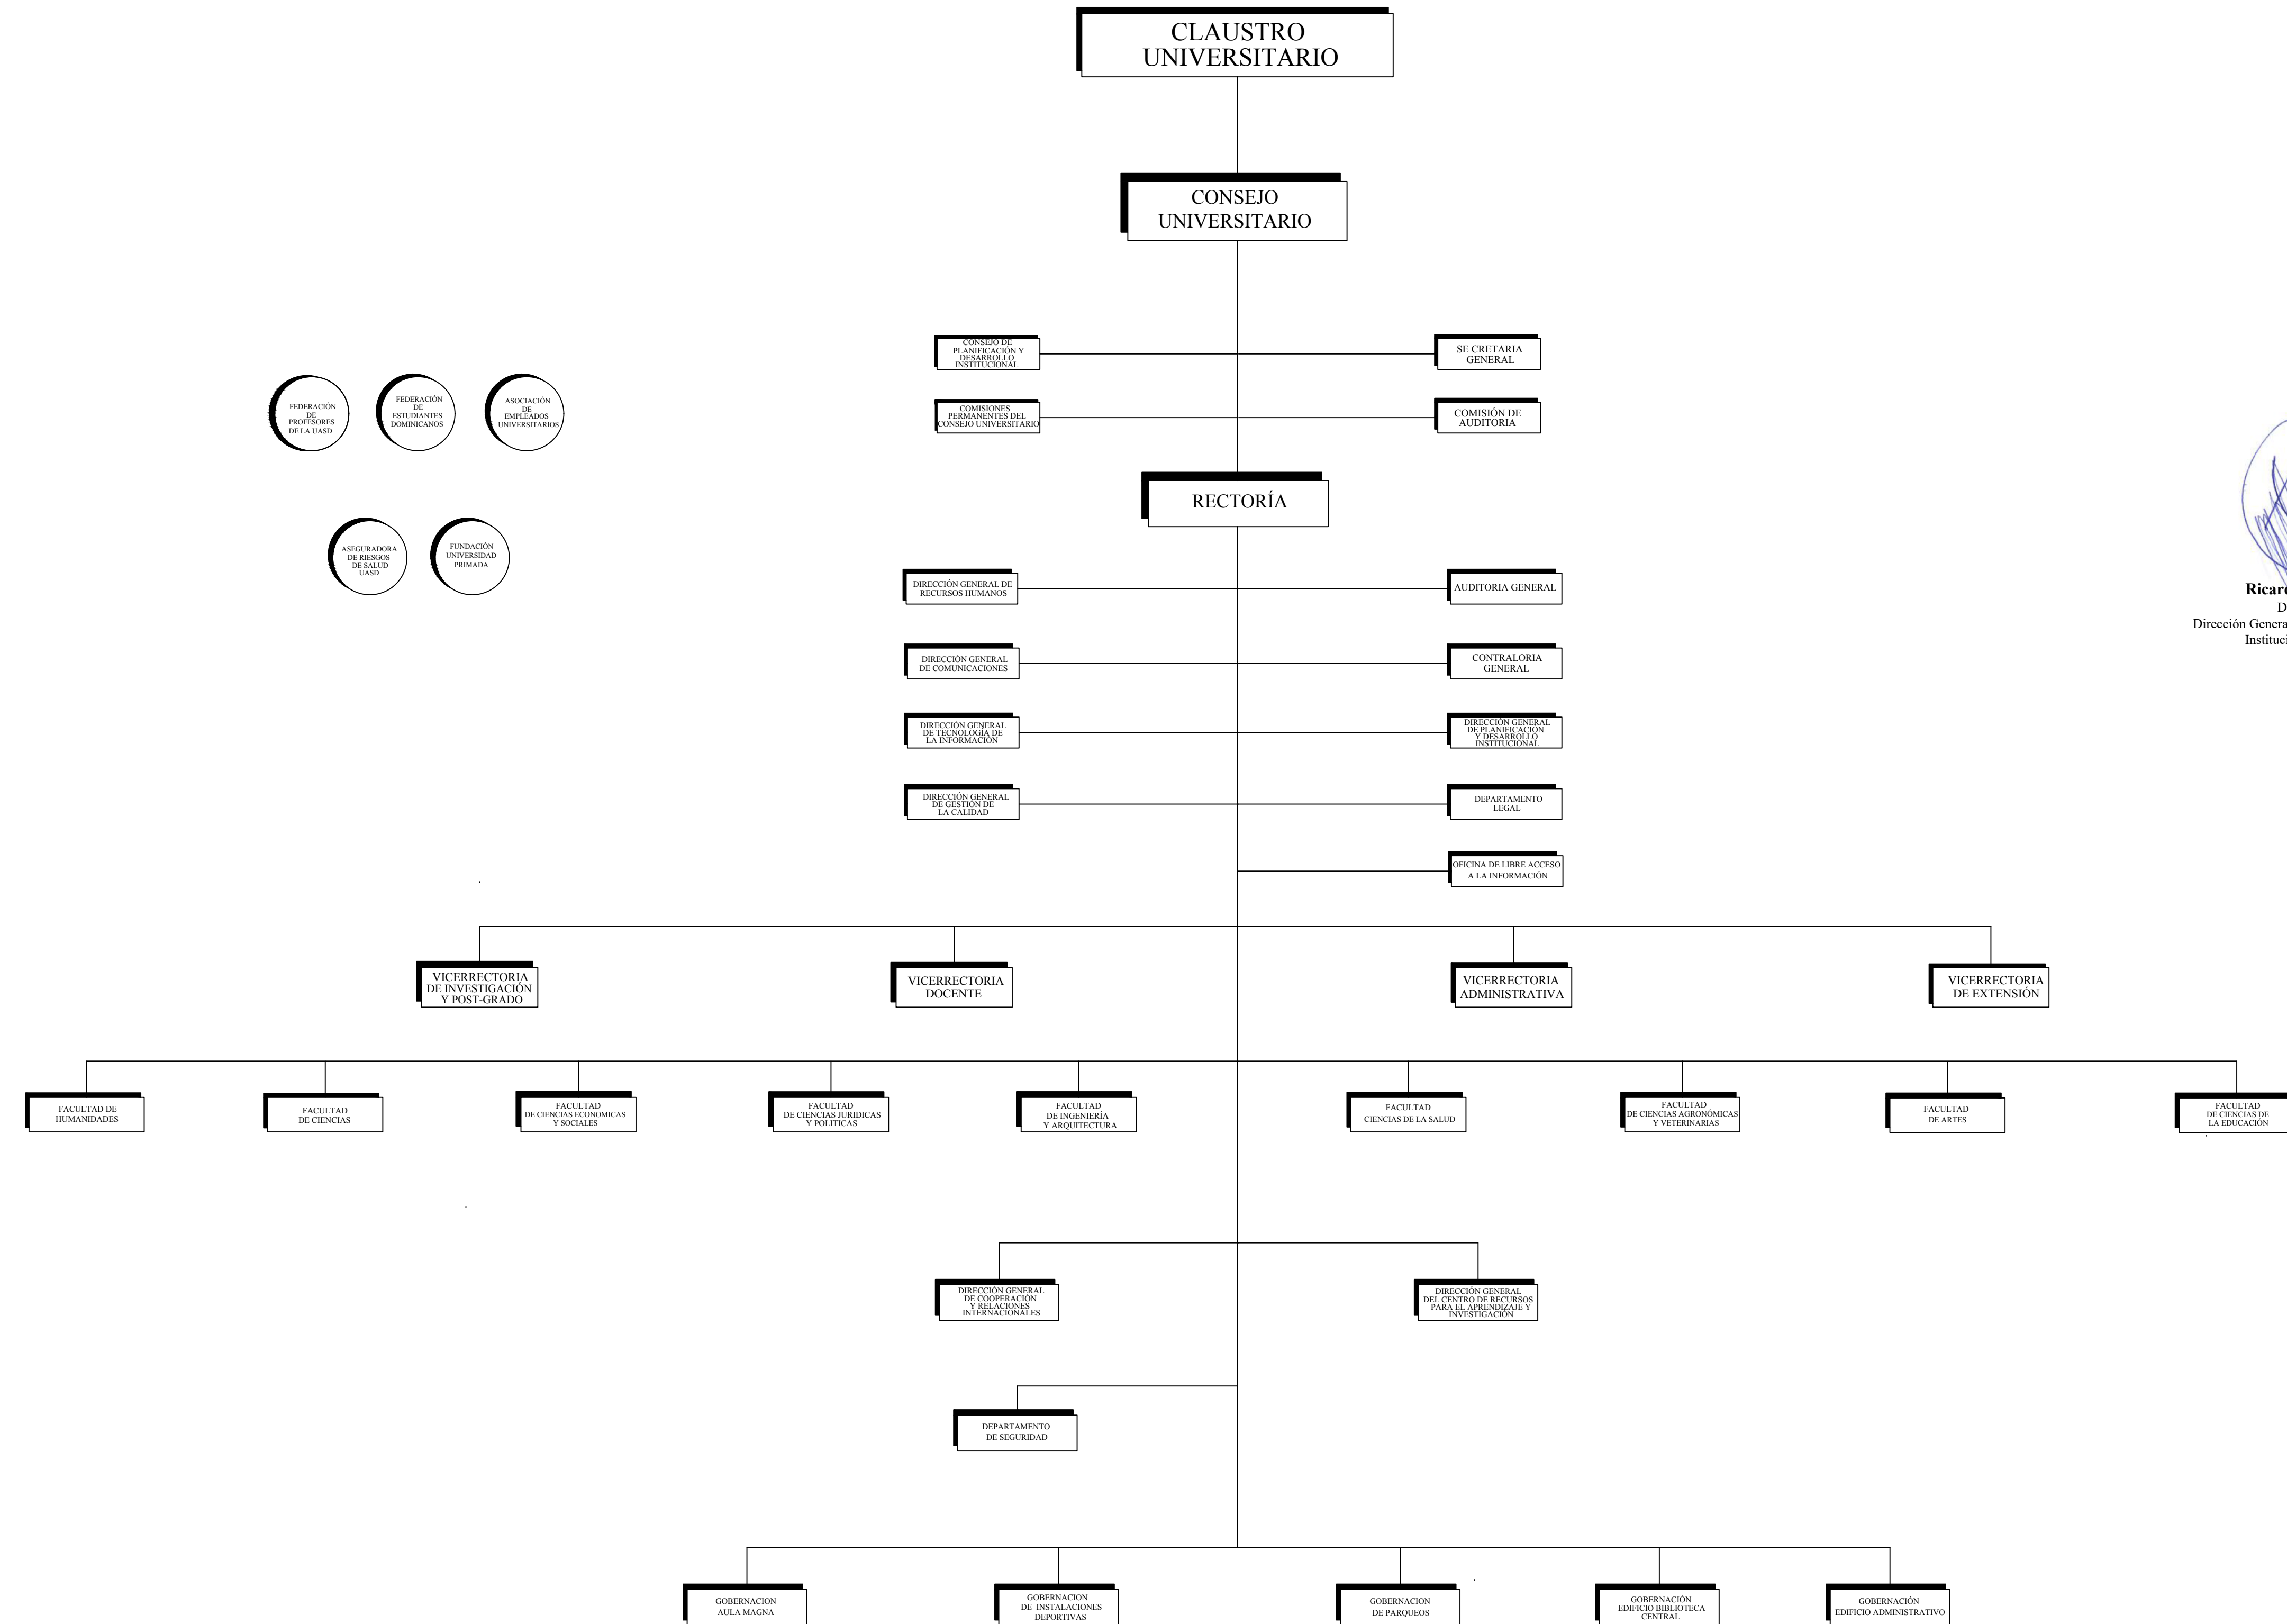 CLAUSTRO
UNIVERSITARIO
CONSEJO
UNIVERSITARIO
CONSEJO DE
PLANIFICACIÓN Y
DESARROLLO
INSTITUCIONAL
SE CRETARIA
GENERAL
COMISIONES
PERMANENTES DEL
CONSEJO UNIVERSITARIO
COMISIÓN DE
AUDITORIA
FEDERACIÓN
DE
PROFESORES
DE LA UASD
FEDERACIÓN
DE
ESTUDIANTES
DOMINICANOS
ASOCIACIÓN
DE
EMPLEADOS
UNIVERSITARIOS
ASEGURADORA
DE RIESGOS
DE SALUD
UASD
FUNDACIÓN
UNIVERSIDAD
PRIMADA
RECTORÍA
DIRECCIÓN GENERAL DE
RECURSOS HUMANOS
AUDITORIA GENERAL
DIRECCIÓN GENERAL
DE COMUNICACIONES
CONTRALORIA
GENERAL
DIRECCIÓN GENERAL
DE TECNOLOGÍA DE
LA INFORMACIÓN
DIRECCIÓN GENERAL
DE PLANIFICACIÓN
Y DESARROLLO
INSTITUCIONAL
DIRECCIÓN GENERAL
DE GESTIÓN DE
LA CALIDAD
DEPARTAMENTO
LEGAL
OFICINA DE LIBRE ACCESO
A LA INFORMACIÓN
Dirección
VICERRECTORIA
DE INVESTIGACIÓN
Y POST-GRADO
VICERRECTORIA
DOCENTE
VICERRECTORIA
ADMINISTRATIVA
VICERRECTORIA
DE EXTENSIÓN
FACULTAD DE
HUMANIDADES
FACULTAD
DE CIENCIAS
FACULTAD
DE CIENCIAS ECONOMICAS
Y SOCIALES
FACULTAD
DE CIENCIAS JURIDICAS
Y POLITICAS
FACULTAD
DE INGENIERÍA
Y ARQUITECTURA
FACULTAD
CIENCIAS DE LA SALUD
FACULTAD
DE CIENCIAS AGRONÓMICAS
Y VETERINARIAS
FACULTAD
DE ARTES
FACULTAD
DE CIENCIAS DE
LA EDUCACIÓN
DIRECCIÓN GENERAL
DE COOPERACIÓN
Y RELACIONES
INTERNACIONALES
DIRECCIÓN GENERAL
DEL CENTRO DE RECURSOS
PARA EL APRENDIZAJE Y
INVESTIGACIÓN
DEPARTAMENTO
DE SEGURIDAD
GOBERNACION
AULA MAGNA
GOBERNACION
DE INSTALACIONES
DEPORTIVAS
GOBERNACION
DE PARQUEOS
GOBERNACIÓN
EDIFICIO BIBLIOTECA
CENTRAL
GOBERNACIÓN
EDIFICIO ADMINISTRATIVO